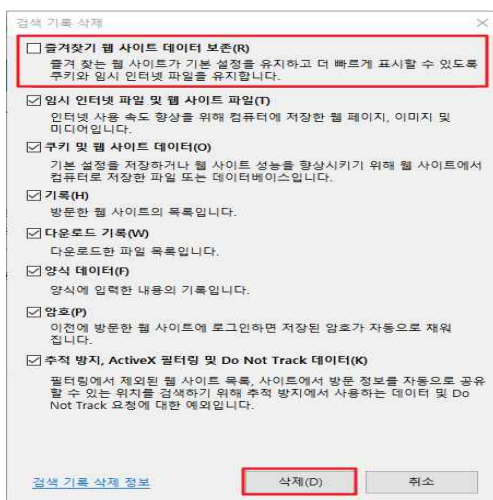 검색 기록 삭제
즐겨찾기 웹 사이트 데이터 보존(R)
즐겨 찾는 웹 사이트가 기본 설정을 유지하고 더 빠르게 표시할 수 있도록
쿠키와 임시 인터넷 파일을 유지합니다.
임시 인터넷 파일 및 웹 사이트 파일(T)
인터넷 사용 속도 향상을 위해 컴퓨터에 저장한 웹 페이지, 이미지 및
미디어입니다.
쿠키 및 웹 사이트 데이터(O)
기본 설정을 저장하거나 웹 사이트 성능을 향상시키기 위해 웹 사이트에서
컴퓨터로 저장한 파일 또는 데이터베이스입니다.
기록(H)
방문한 웹 사이트의 목록입니다.
다운로드 기록(W)
다운로드한 파일 목록입니다.
양식 데이터(F)
양식에 입력한 내용의 기록입니다.
암호(P)
이전에 방문한 웹 사이트에 로그인하면 저장된 암호가 자동으로 채워
집니다.
추적 방지, ActiveX 필터링 및 Do Not Track 데이터(K)
필터링에서 제외된 웹 사이트 목록, 사이트에서 방문 정보를 자동으로 공유
할 수 있는 위치를 검색하기 위해 추적 방지에서 사용하는 데이터 및 Do
Not Track 요청에 대한 예외입니다.
검색 기록 삭제 정보
삭제(D)
취소